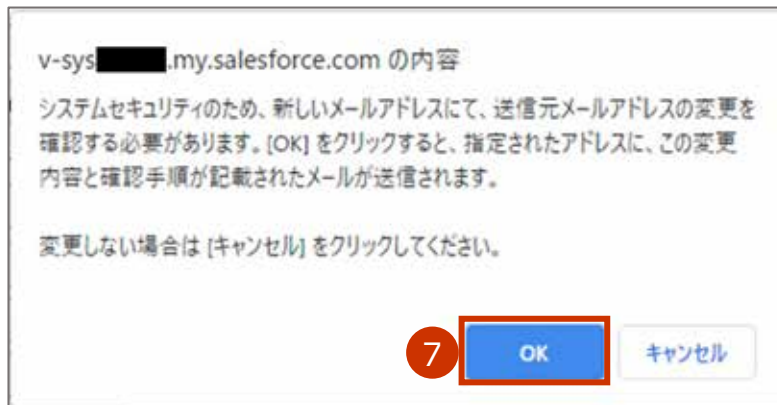 v-sys .my.salesforce.com の内容
システムセキュリティのため、新しいメールアドレスにて、送信元メールアドレスの変更を
確認する必要があります。[OK] をクリックすると、指定されたアドレスに、この変更
内容と確認手順が記載されたメールが送信されます。
変更しない場合は [キャンセル] をクリックしてください。
7 OK キャンセル